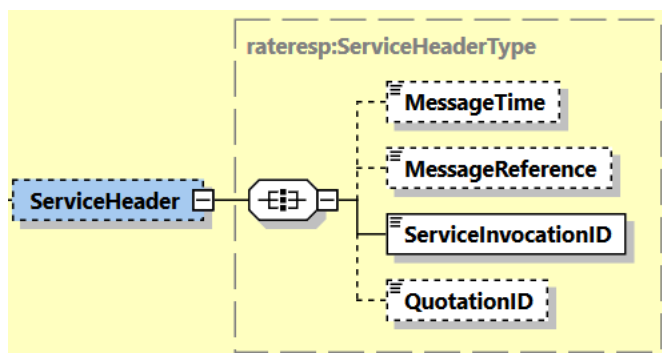 rateresp:ServiceHeaderType
MessageTime
MessageReference
ServiceHeader
ServiceInvocationID
QuotationID